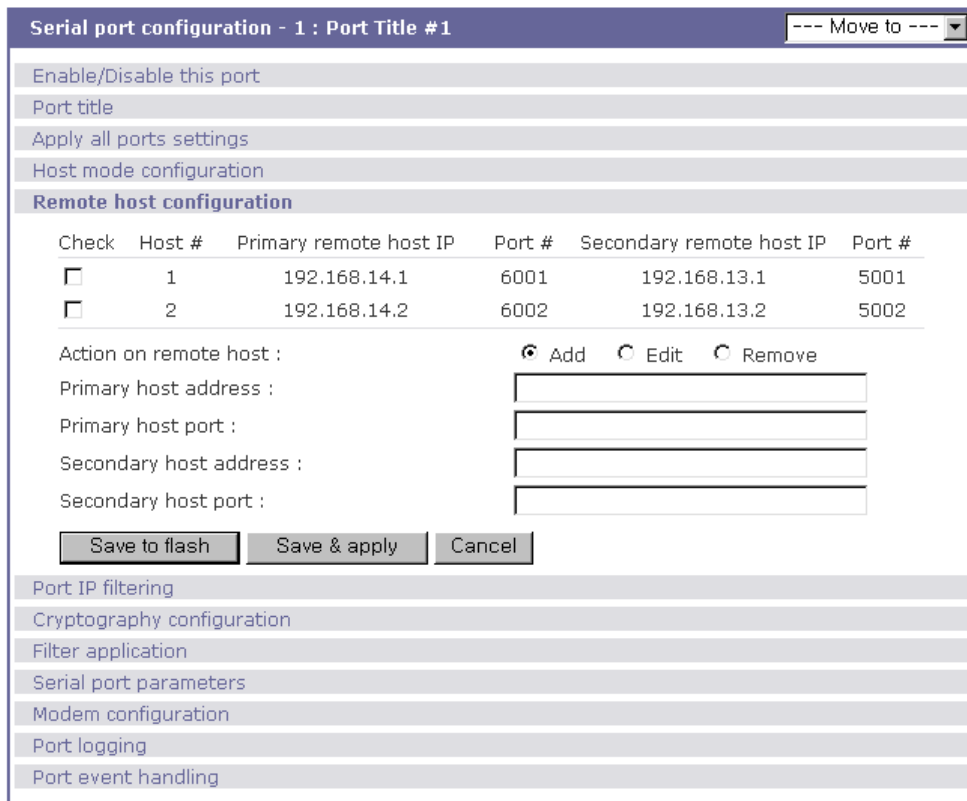 Serial port configuration - 1 : Port Title #1 --- Move to ---
Enable/Disable this port
Port title
Apply all ports settings
Host mode configuration
Remote host configuration
Check Host # Primary remote host IP Port # Secondary remote host IP Port #
1 192.168.14.1 6001 192.168.13.1 5001
2 192.168.14.2 6002 192.168.13.2 5002
Action on remote host : Add Edit Remove
Primary host address :
Primary host port :
Secondary host address :
Secondary host port :
Save to flash Save & apply Cancel
Port IP filtering
Cryptography configuration
Filter application
Serial port parameters
Modem configuration
Port logging
Port event handling